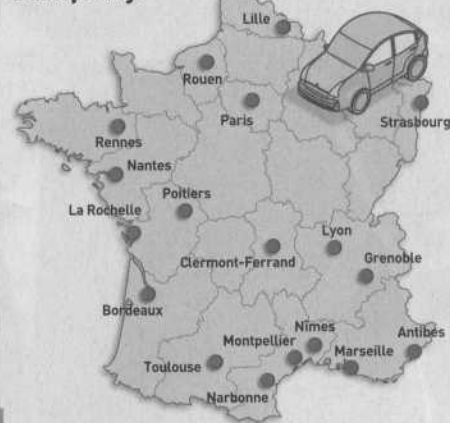 Lille
Rouen
Paris
Strasbourg
Rennes
Nantes
Poitiers
La Rochelle
Lyon
Clermont-Ferrand
Grenoble
Bordeaux
Nîmes
Montpellier
Antibes
Toulouse
Marseille
Narbonne